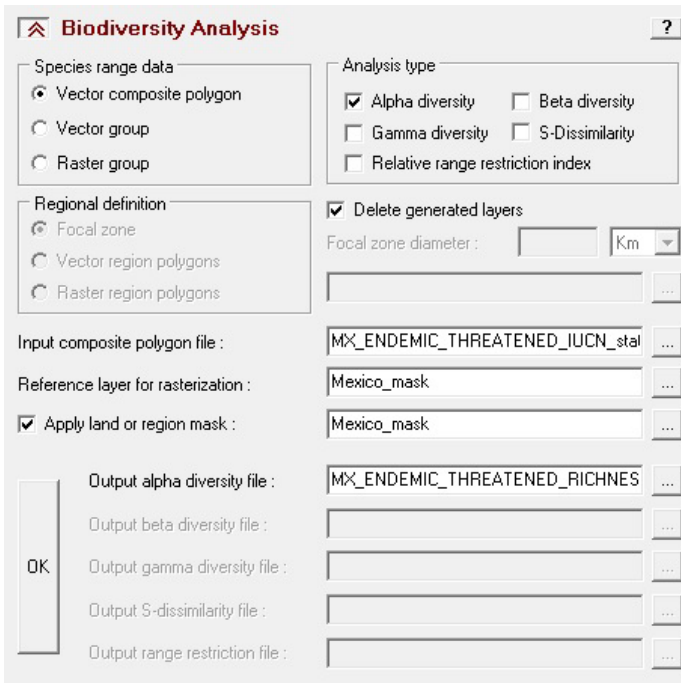 Biodiversity Analysis
?
Species range data
Vector composite polygon
Vector group
Raster group
Analysis type
Alpha diversity
Beta diversity
Gamma diversity
S-Dissimilarity
Relative range restriction index
Regional definition
Focal zone
Vector region polygons
Raster region polygons
Delete generated layers
Focal zone diameter :
Km
...
Input composite polygon file :
MX_ENDEMIC_THREATENED_IUCN_stat
...
Reference layer for rasterization :
Mexico_mask
...
Apply land or region mask :
Mexico_mask
...
OK
Output alpha diversity file :
MX_ENDEMIC_THREATENED_RICHNES
...
Output beta diversity file :
...
Output gamma diversity file :
...
Output S-dissimilarity file :
...
Output range restriction file :
...